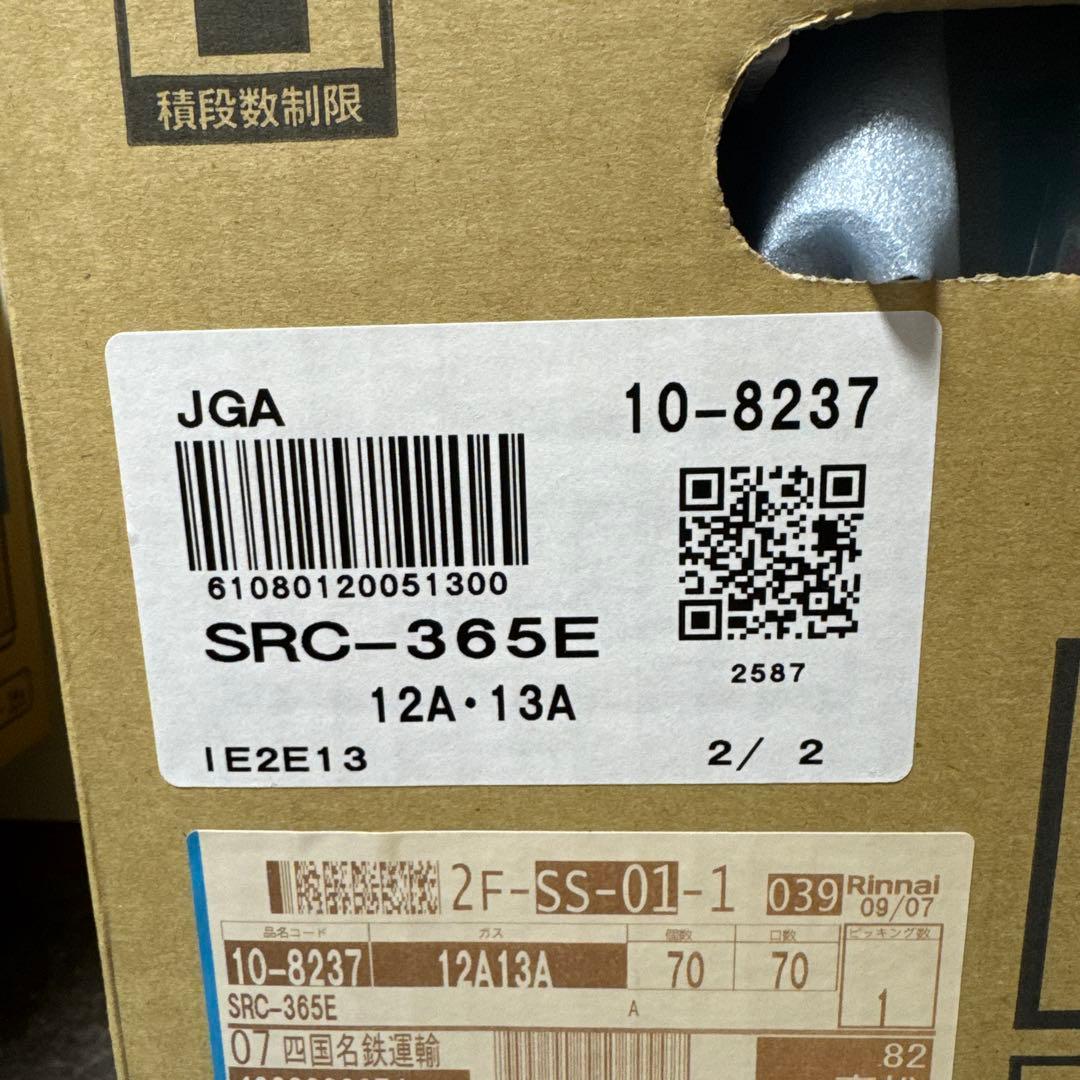 積段数制限
JGA
10-8237
61080120051300
SRC-365E
2587
12A・13A
IE2E13
2/ 2
2F-SS-01-1
039
Rinnai
09/07
品名コード
ガス
個数
口数
ピッキング数
10-8237
12A13A
70
70
1
SRC-365E
A
07 四国名鉄運輸
82